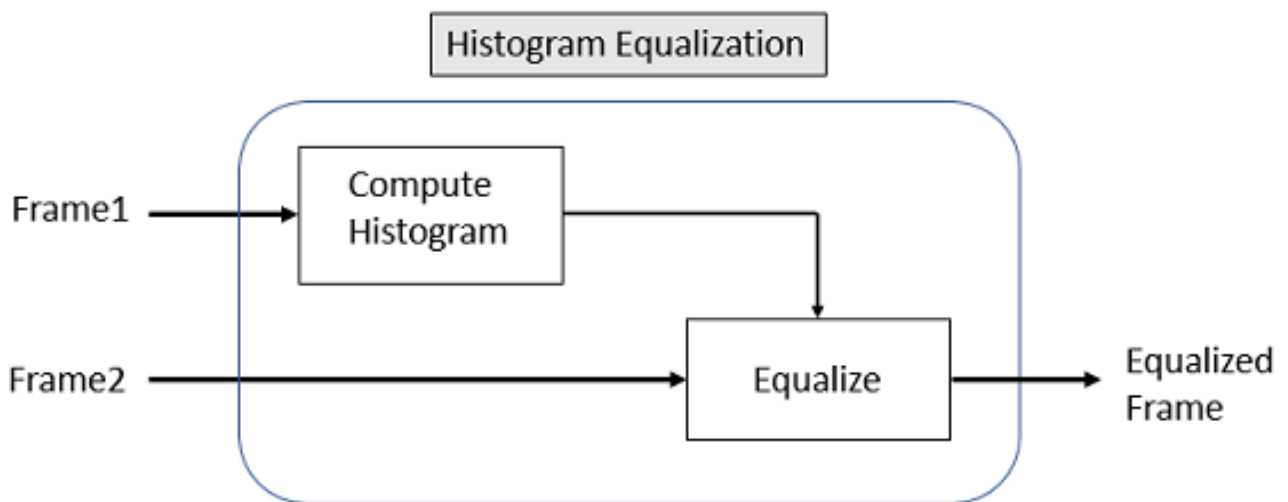 Histogram Equalization
Frame1
Compute
Histogram
Frame2
Equalize
Equalized
Frame